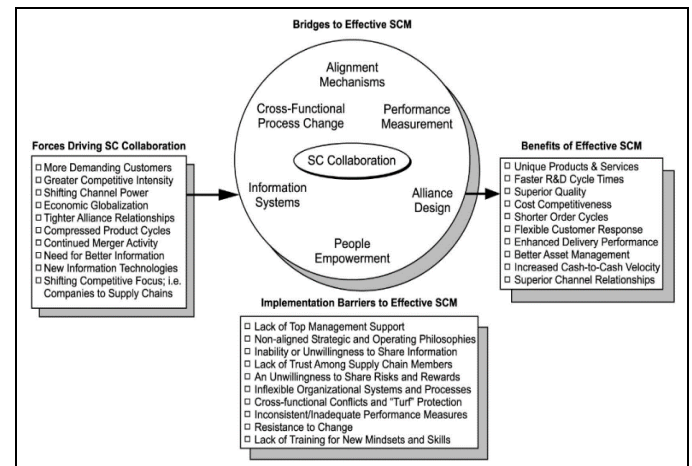 Bridges to Effective SCM
Alignment
Mechanisms
Cross-Functional
Process Change
Performance
Measurement
SC Collaboration
Information
Systems
Alliance
Design
People
Empowerment
Forces Driving SC Collaboration
More Demanding Customers
Greater Competitive Intensity
Shifting Channel Power
Economic Globalization
Tighter Alliance Relationships
Compressed Product Cycles
Continued Merger Activity
Need for Better Information
New Information Technologies
Shifting Competitive Focus; i.e.
Companies to Supply Chains
Benefits of Effective SCM
Unique Products & Services
Faster R&D Cycle Times
Superior Quality
Cost Competitiveness
Shorter Order Cycles
Flexible Customer Response
Enhanced Delivery Performance
Better Asset Management
Increased Cash-to-Cash Velocity
Superior Channel Relationships
Implementation Barriers to Effective SCM
Lack of Top Management Support
Non-aligned Strategic and Operating Philosophies
Inability or Unwillingness to Share Information
Lack of Trust Among Supply Chain Members
An Unwillingness to Share Risks and Rewards
Inflexible Organizational Systems and Processes
Cross-functional Conflicts and "Turf" Protection
Inconsistent/Inadequate Performance Measures
Resistance to Change
Lack of Training for New Mindsets and Skills